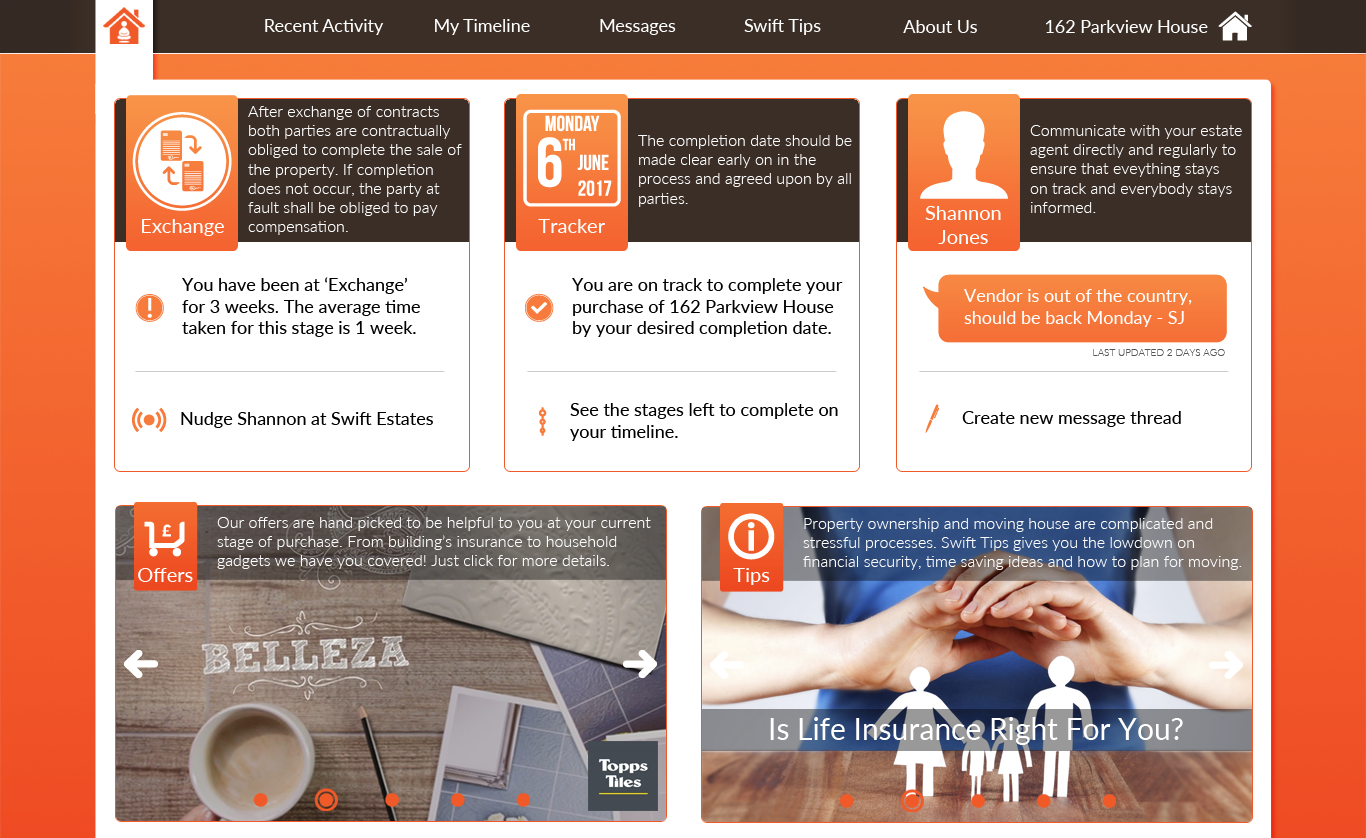 Recent Activity
My Timeline
Messages
Swift Tips
About Us
162 Parkview House
After exchange of contracts
both parties are contractually
obliged to complete the sale of
the property. If completion
does not occur, the party at
fault shall be obliged to pay
compensation.
Exchange
You have been at ‘Exchange’
for 3 weeks. The average time
taken for this stage is 1 week.
Nudge Shannon at Swift Estates
MONDAY
6TH
JUNE
2017
Tracker
The completion date should be
made clear early on in the
process and agreed upon by all
parties.
You are on track to complete your
purchase of 162 Parkview House
by your desired completion date.
See the stages left to complete on
your timeline.
Shannon
Jones
Communicate with your estate
agent directly and regularly to
ensure that eveything stays
on track and everybody stays
informed.
Vendor is out of the country,
should be back Monday - SJ
LAST UPDATED 2 DAYS AGO
Create new message thread
£
Offers
Our offers are hand picked to be helpful to you at your current
stage of purchase. From building's insurance to household
gadgets we have you covered! Just click for more details.
BELLEZA
Topps
Tiles
Tips
Property ownership and moving house are complicated and
stressful processes. Swift Tips gives you the lowdown on
financial security, time saving ideas and how to plan for moving.
Is Life Insurance Right For You?